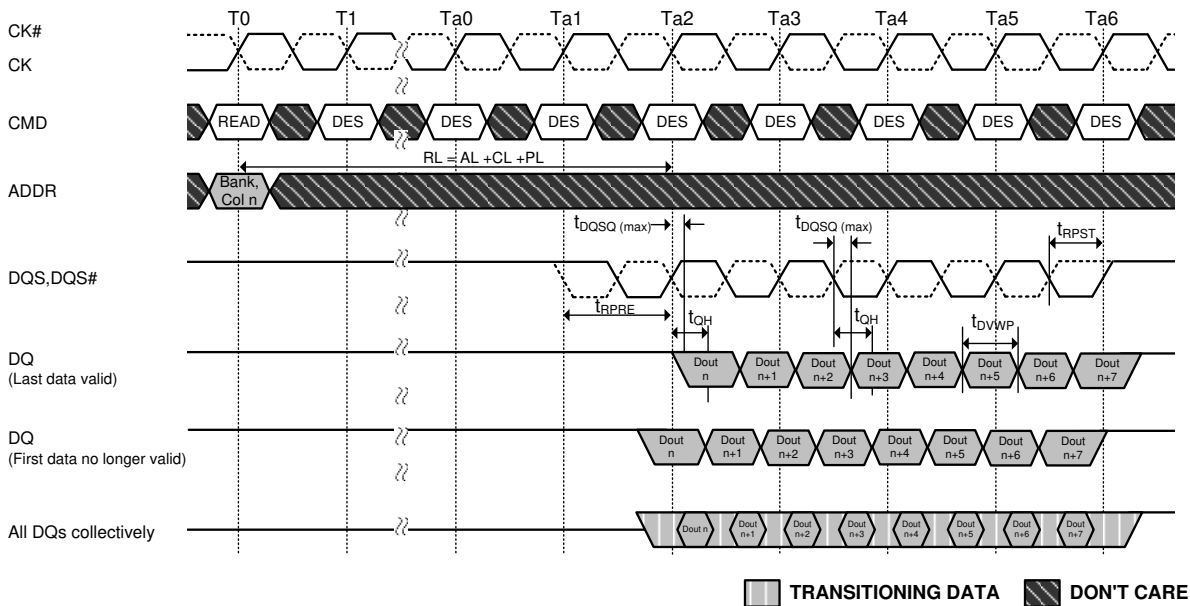 T0 T1 Ta0 Ta1 Ta2 Ta3 Ta4 Ta5 Ta6
CK#
CK
CMD READ DES DES DES DES DES DES DES DES
RL = AL +CL +PL
ADDR Bank, Col n
tDQSQ (max) tDQSQ (max) tRPST
DQS,DQS#
tRPRE tQH tQH tDVWP
DQ
(Last data valid)
Dout n Dout n+1 Dout n+2 Dout n+3 Dout n+4 Dout n+5 Dout n+6 Dout n+7
DQ
(First data no longer valid)
Dout n Dout n+1 Dout n+2 Dout n+3 Dout n+4 Dout n+5 Dout n+6 Dout n+7
All DQs collectively
Dout n Dout n+1 Dout n+2 Dout n+3 Dout n+4 Dout n+5 Dout n+6 Dout n+7
TRANSITIONING DATA DON'T CARE